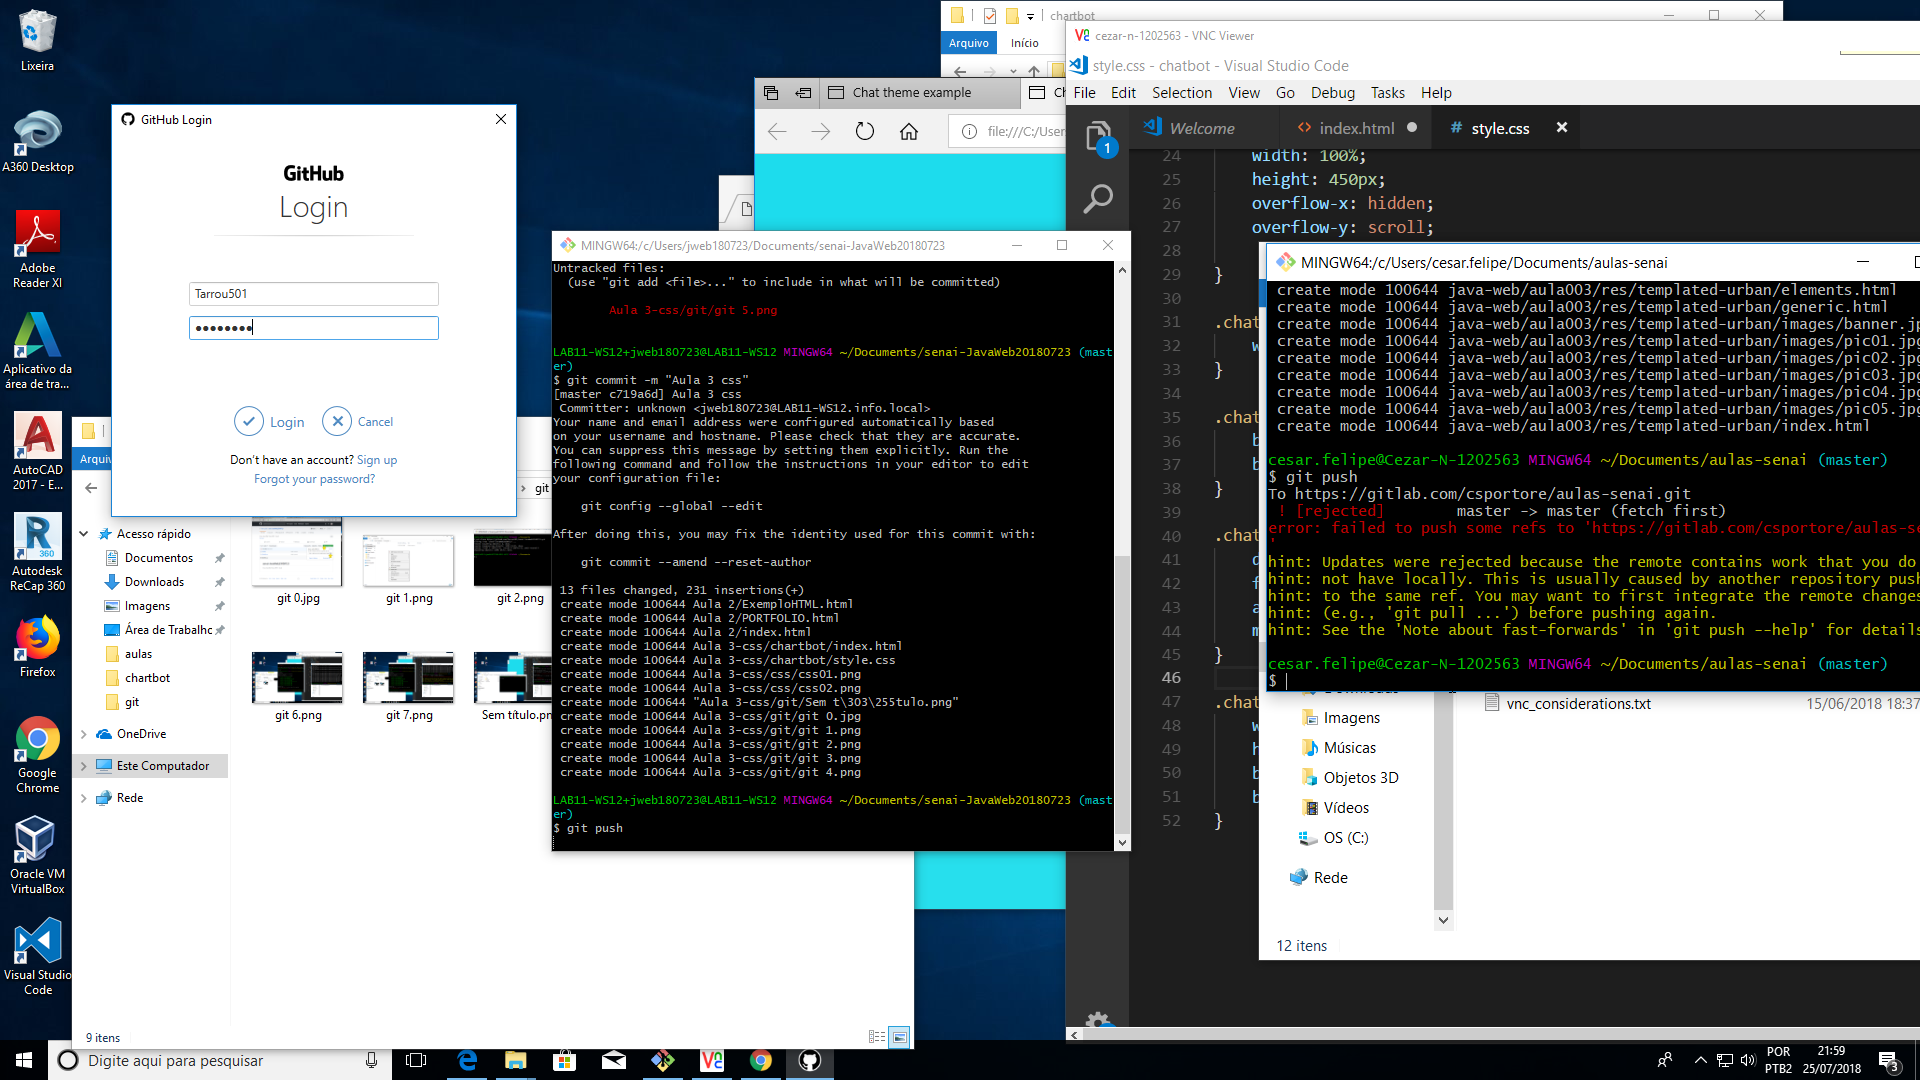 Lixeira
A360 Desktop
Adobe
Reader XI
Aplicativo da
área de tra...
AutoCAD
2017 - E...
Autodesk
ReCap 360
Firefox
Google
Chrome
Oracle VM
VirtualBox
Visual Studio
Code
GitHub Login
GitHub
Login
Tarrou501
Login
Cancel
Don't have an account? Sign up
Forgot your password?
Arquiv
git
Acesso rápido
Documentos
Downloads
Imagens
Área de Trabalho
aulas
chartbot
git
OneDrive
Este Computador
Rede
git 0.jpg
git 1.png
git 2.png
git 6.png
git 7.png
Sem título.pn
9 itens
MINGW64:/c/Users/jweb180723/Documents/senai-JavaWeb20180723
Untracked files:
(use "git add <file>..." to include in what will be committed)
Aula 3-css/git/git 5.png
LAB11-WS12+jweb180723@LAB11-WS12 MINGW64 ~/Documents/senai-JavaWeb20180723 (mast
er)
$ git commit -m "Aula 3 css"
[master c719a6d] Aula 3 css
Committer: unknown <jweb180723@LAB11-WS12.info.local>
Your name and email address were configured automatically based
on your username and hostname. Please check that they are accurate.
You can suppress this message by setting them explicitly. Run the
following command and follow the instructions in your editor to edit
your configuration file:
git config --global --edit
After doing this, you may fix the identity used for this commit with:
git commit --amend --reset-author
13 files changed, 231 insertions(+)
create mode 100644 Aula 2/ExemploHTML.html
create mode 100644 Aula 2/PORTFOLIO.html
create mode 100644 Aula 2/index.html
create mode 100644 Aula 3-css/chartbot/index.html
create mode 100644 Aula 3-css/chartbot/style.css
create mode 100644 Aula 3-css/css/css01.png
create mode 100644 Aula 3-css/css/css02.png
create mode 100644 "Aula 3-css/git/Sem t\303\255tulo.png"
create mode 100644 Aula 3-css/git/git 0.jpg
create mode 100644 Aula 3-css/git/git 1.png
create mode 100644 Aula 3-css/git/git 2.png
create mode 100644 Aula 3-css/git/git 3.png
create mode 100644 Aula 3-css/git/git 4.png
LAB11-WS12+jweb180723@LAB11-WS12 MINGW64 ~/Documents/senai-JavaWeb20180723 (mast
er)
$ git push
Chat theme example
Ch
file:///C:/Users
chartbot
Arquivo
Início
cezar-n-1202563 - VNC Viewer
style.css - chatbot - Visual Studio Code
File Edit Selection View Go Debug Tasks Help
1
Welcome
index.html
style.css
24 width: 100%;
25 height: 450px;
26 overflow-x: hidden;
27 overflow-y: scroll;
28
29 }
30
31 .chat
32 w
33 }
34
35 .chat
36 b
37 b
38 }
39
40 .chat
41 d
42 f
43 a
44 m
45 }
46
47 .chat
48 w
49 h
50 b
51 b
52 }
MINGW64:/c/Users/cesar.felipe/Documents/aulas-senai
create mode 100644 java-web/aula003/res/templated-urban/elements.html
create mode 100644 java-web/aula003/res/templated-urban/generic.html
create mode 100644 java-web/aula003/res/templated-urban/images/banner.jp
create mode 100644 java-web/aula003/res/templated-urban/images/pic01.jpg
create mode 100644 java-web/aula003/res/templated-urban/images/pic02.jpg
create mode 100644 java-web/aula003/res/templated-urban/images/pic03.jpg
create mode 100644 java-web/aula003/res/templated-urban/images/pic04.jpg
create mode 100644 java-web/aula003/res/templated-urban/images/pic05.jpg
create mode 100644 java-web/aula003/res/templated-urban/index.html
cesar.felipe@Cezar-N-1202563 MINGW64 ~/Documents/aulas-senai (master)
$ git push
To https://gitlab.com/csportore/aulas-senai.git
! [rejected] master -> master (fetch first)
error: failed to push some refs to 'https://gitlab.com/csportore/aulas-se
'
hint: Updates were rejected because the remote contains work that you do
hint: not have locally. This is usually caused by another repository push
hint: to the same ref. You may want to first integrate the remote changes
hint: (e.g., 'git pull ...') before pushing again.
hint: See the 'Note about fast-forwards' in 'git push --help' for details
cesar.felipe@Cezar-N-1202563 MINGW64 ~/Documents/aulas-senai (master)
$
Imagens
Músicas
Objetos 3D
Vídeos
OS (C:)
Rede
vnc_considerations.txt
15/06/2018 18:37
12 itens
Digite aqui para pesquisar
POR
PTB2
21:59
25/07/2018
3